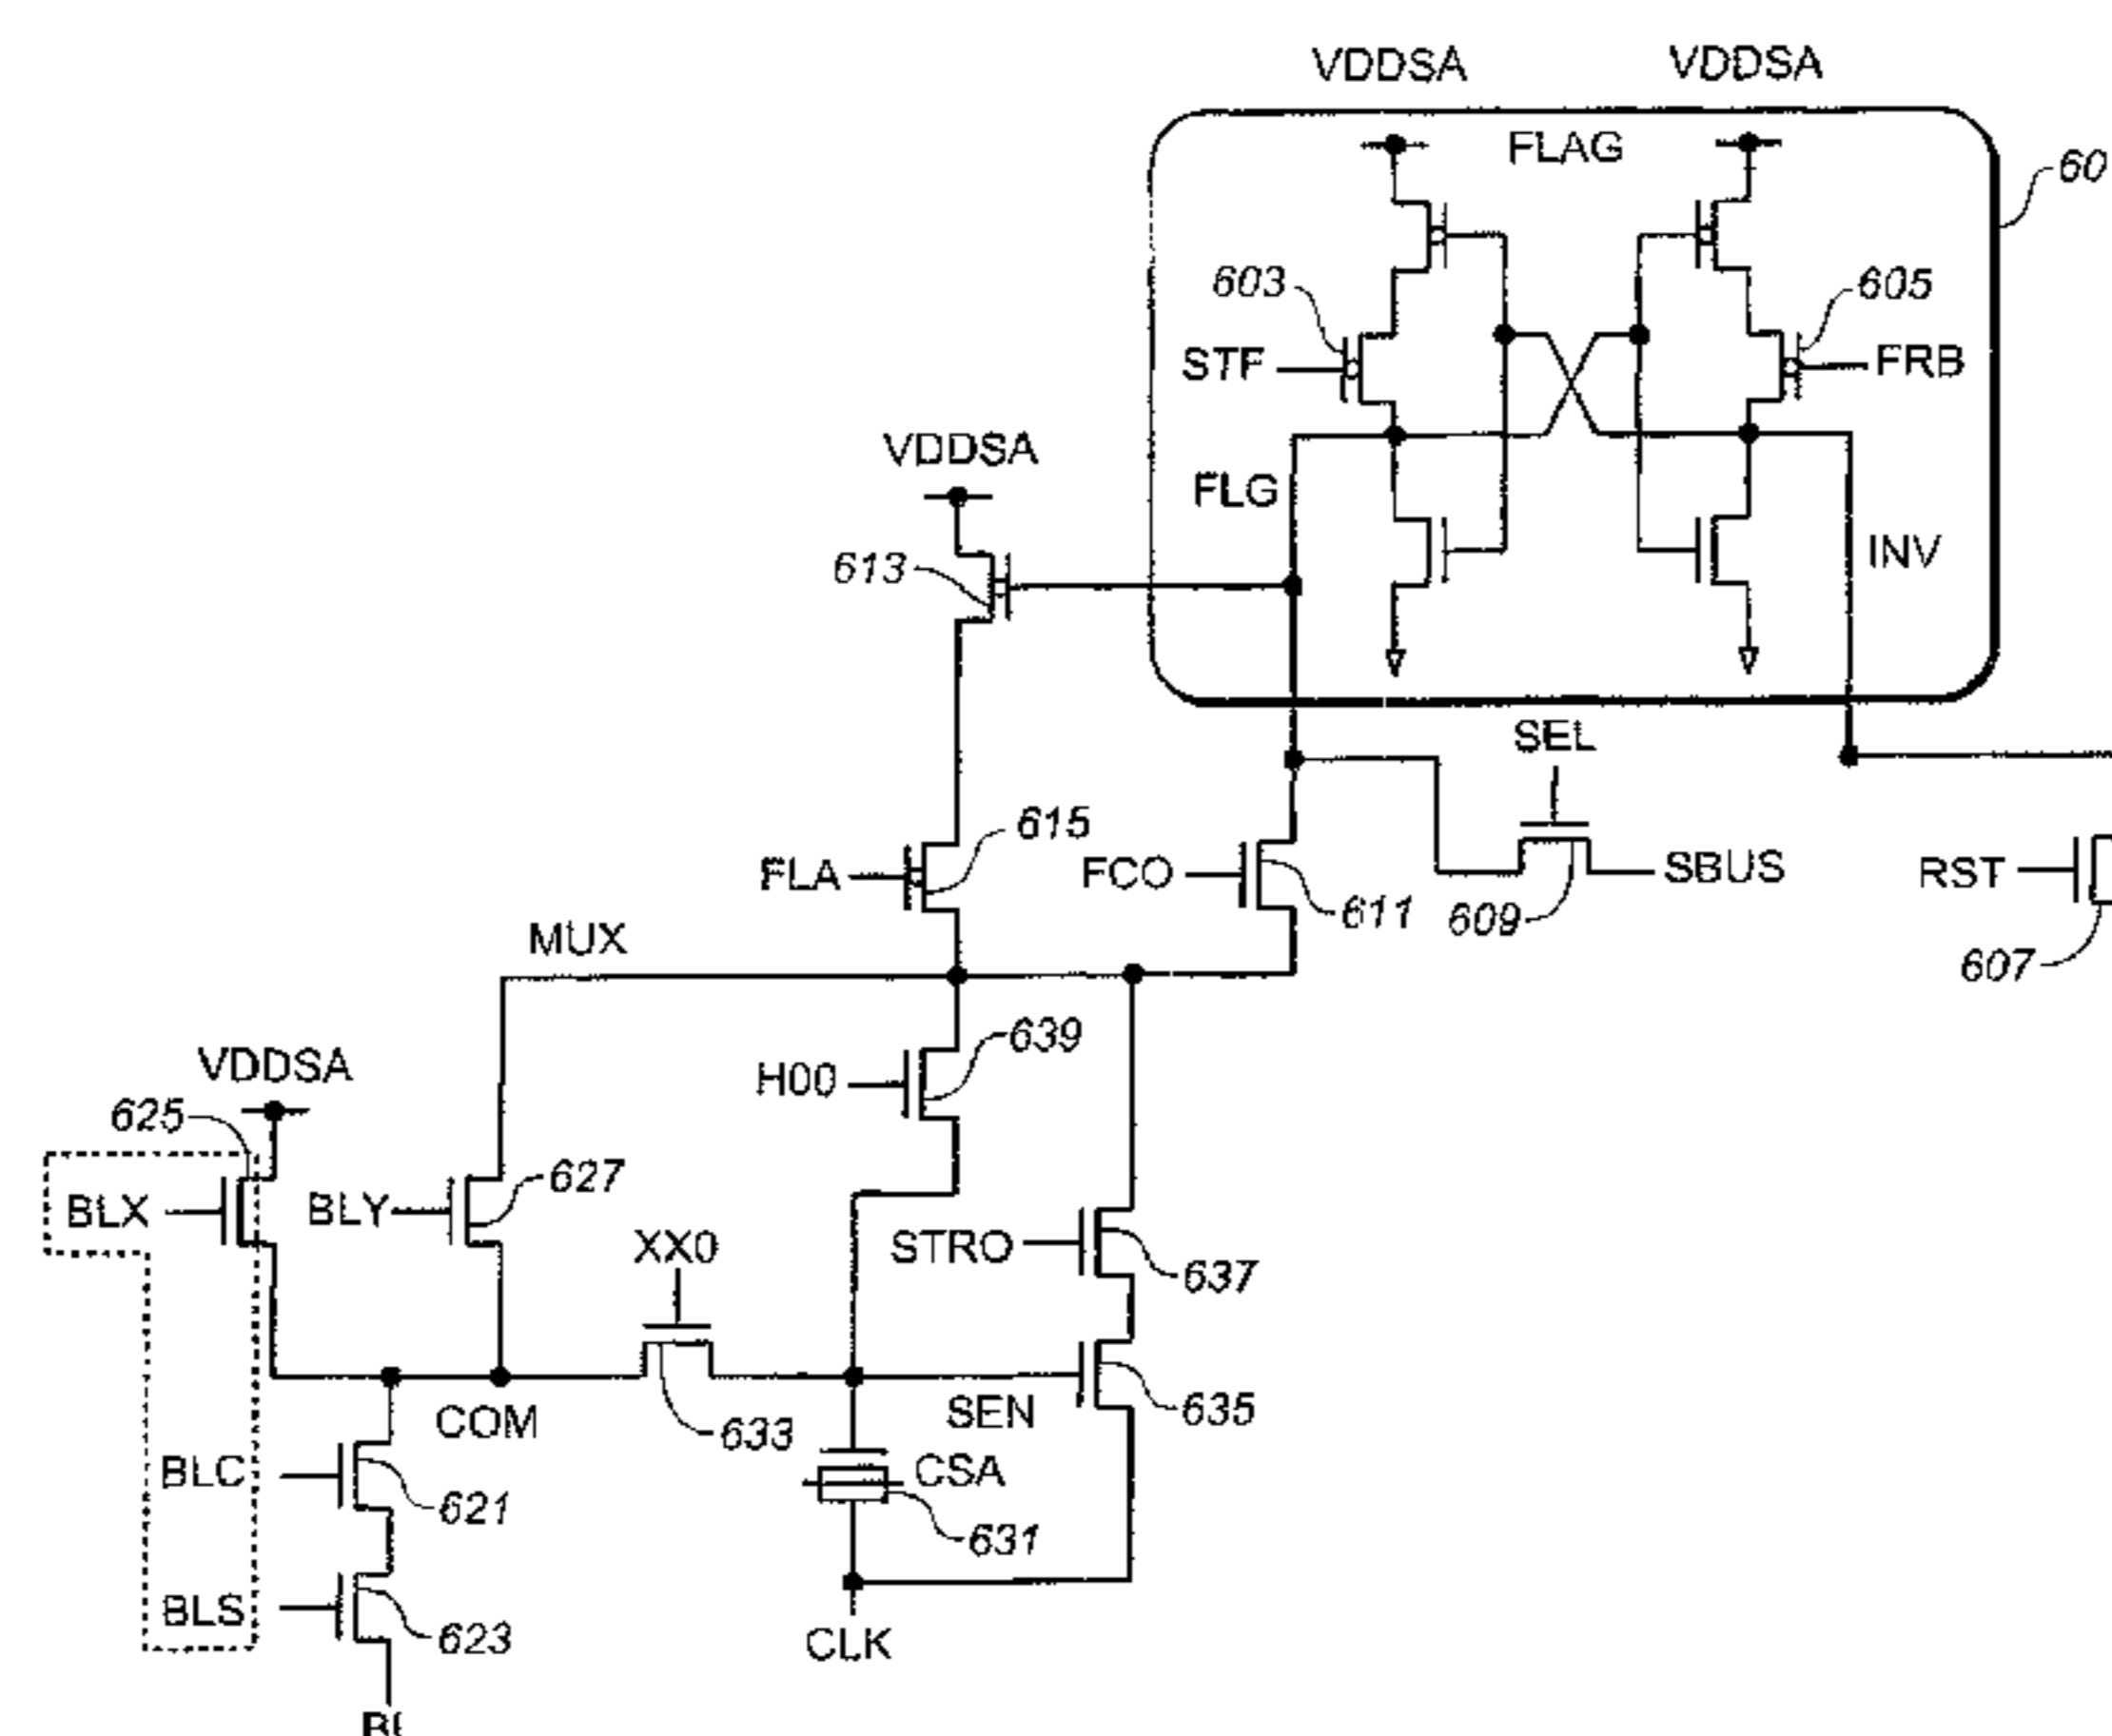 VDDSA VDDSA
FLAG
60
603
605
STF
FRB
VDDSA
FLG
INV
613
SEL
615
FLA
FCO
SBUS
RST
611
609
MUX
607
639
VDDSA
H00
625
627
BLX
BLY
XX0
STRO
637
SEN
635
COM
633
BLC
CSA
621
631
BLS
623
CLK